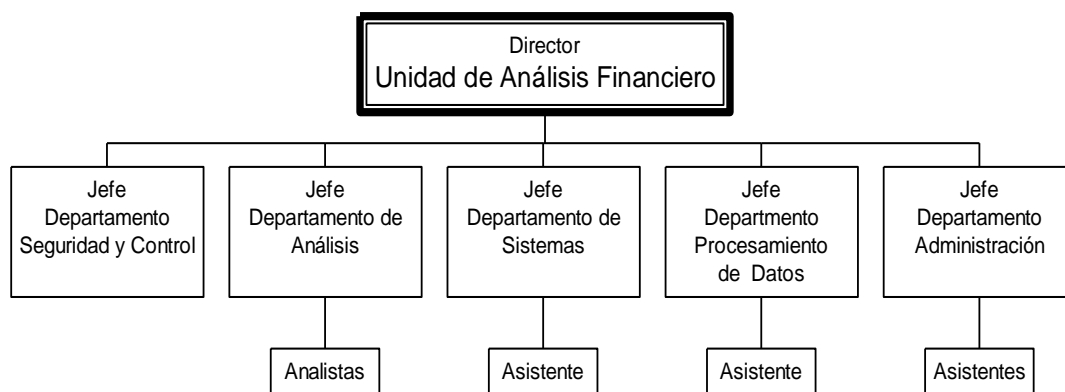 Director
Unidad de Análisis Financiero
Jefe
Departamento
Seguridad y Control
Jefe
Departamento de
Análisis
Jefe
Departamento de
Sistemas
Jefe
Departmento
Procesamiento
de Datos
Jefe
Departamento
Administración
Analistas
Asistente
Asistente
Asistentes